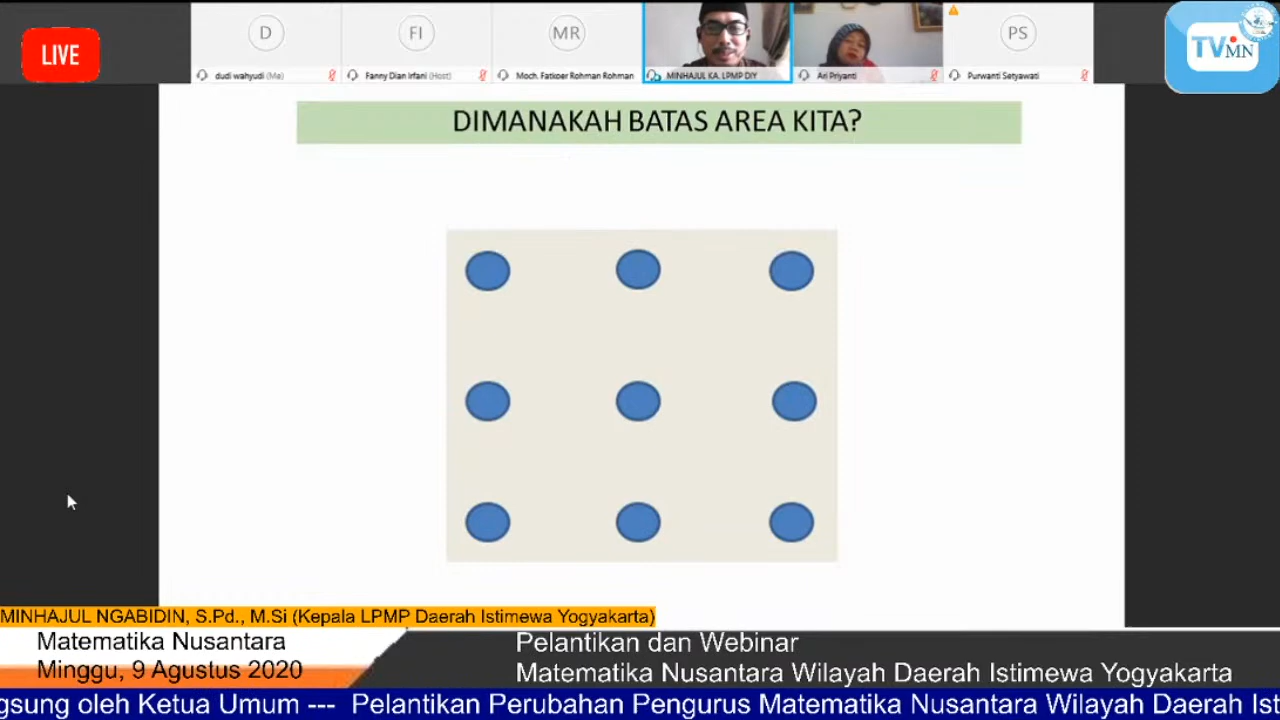 LIVE
D
FI
MR
PS
dudi wahyudi (Me)
Fanny Dian Irfani (Host)
Moch. Fatkoer Rohman Rohman
MINHAJUL KA. LPMP DIY
Ari Priyanti
Purwanti Setyawati
TVMN
DIMANAKAH BATAS AREA KITA?
MINHAJUL NGABIDIN, S.Pd., M.Si (Kepala LPMP Daerah Istimewa Yogyakarta)
Matematika Nusantara
Minggu, 9 Agustus 2020
Pelantikan dan Webinar
Matematika Nusantara Wilayah Daerah Istimewa Yogyakarta
gsung oleh Ketua Umum --- Pelantikan Perubahan Pengurus Matematika Nusantara Wilayah Daerah Ist